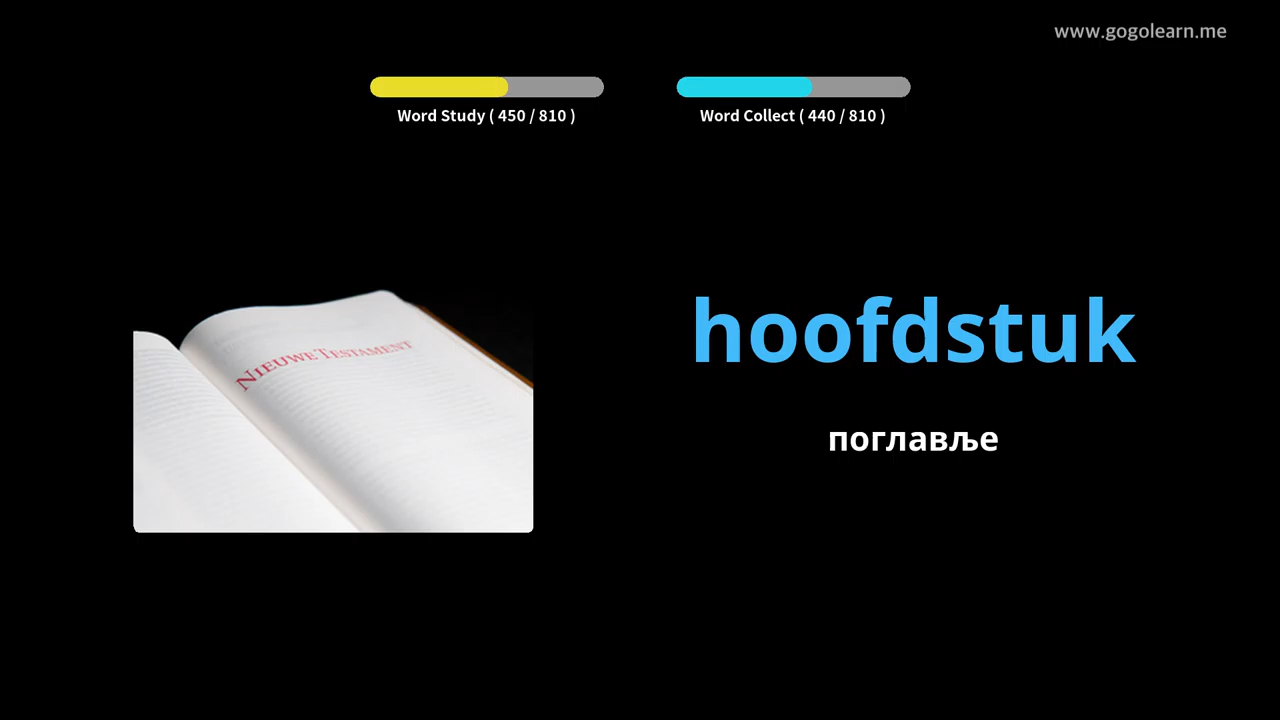 www.gogolearn.me
Word Study ( 450 / 810 )
Word Collect ( 440 / 810 )
NIEUWE TESTAMENT
hoofdstuk
поглавље